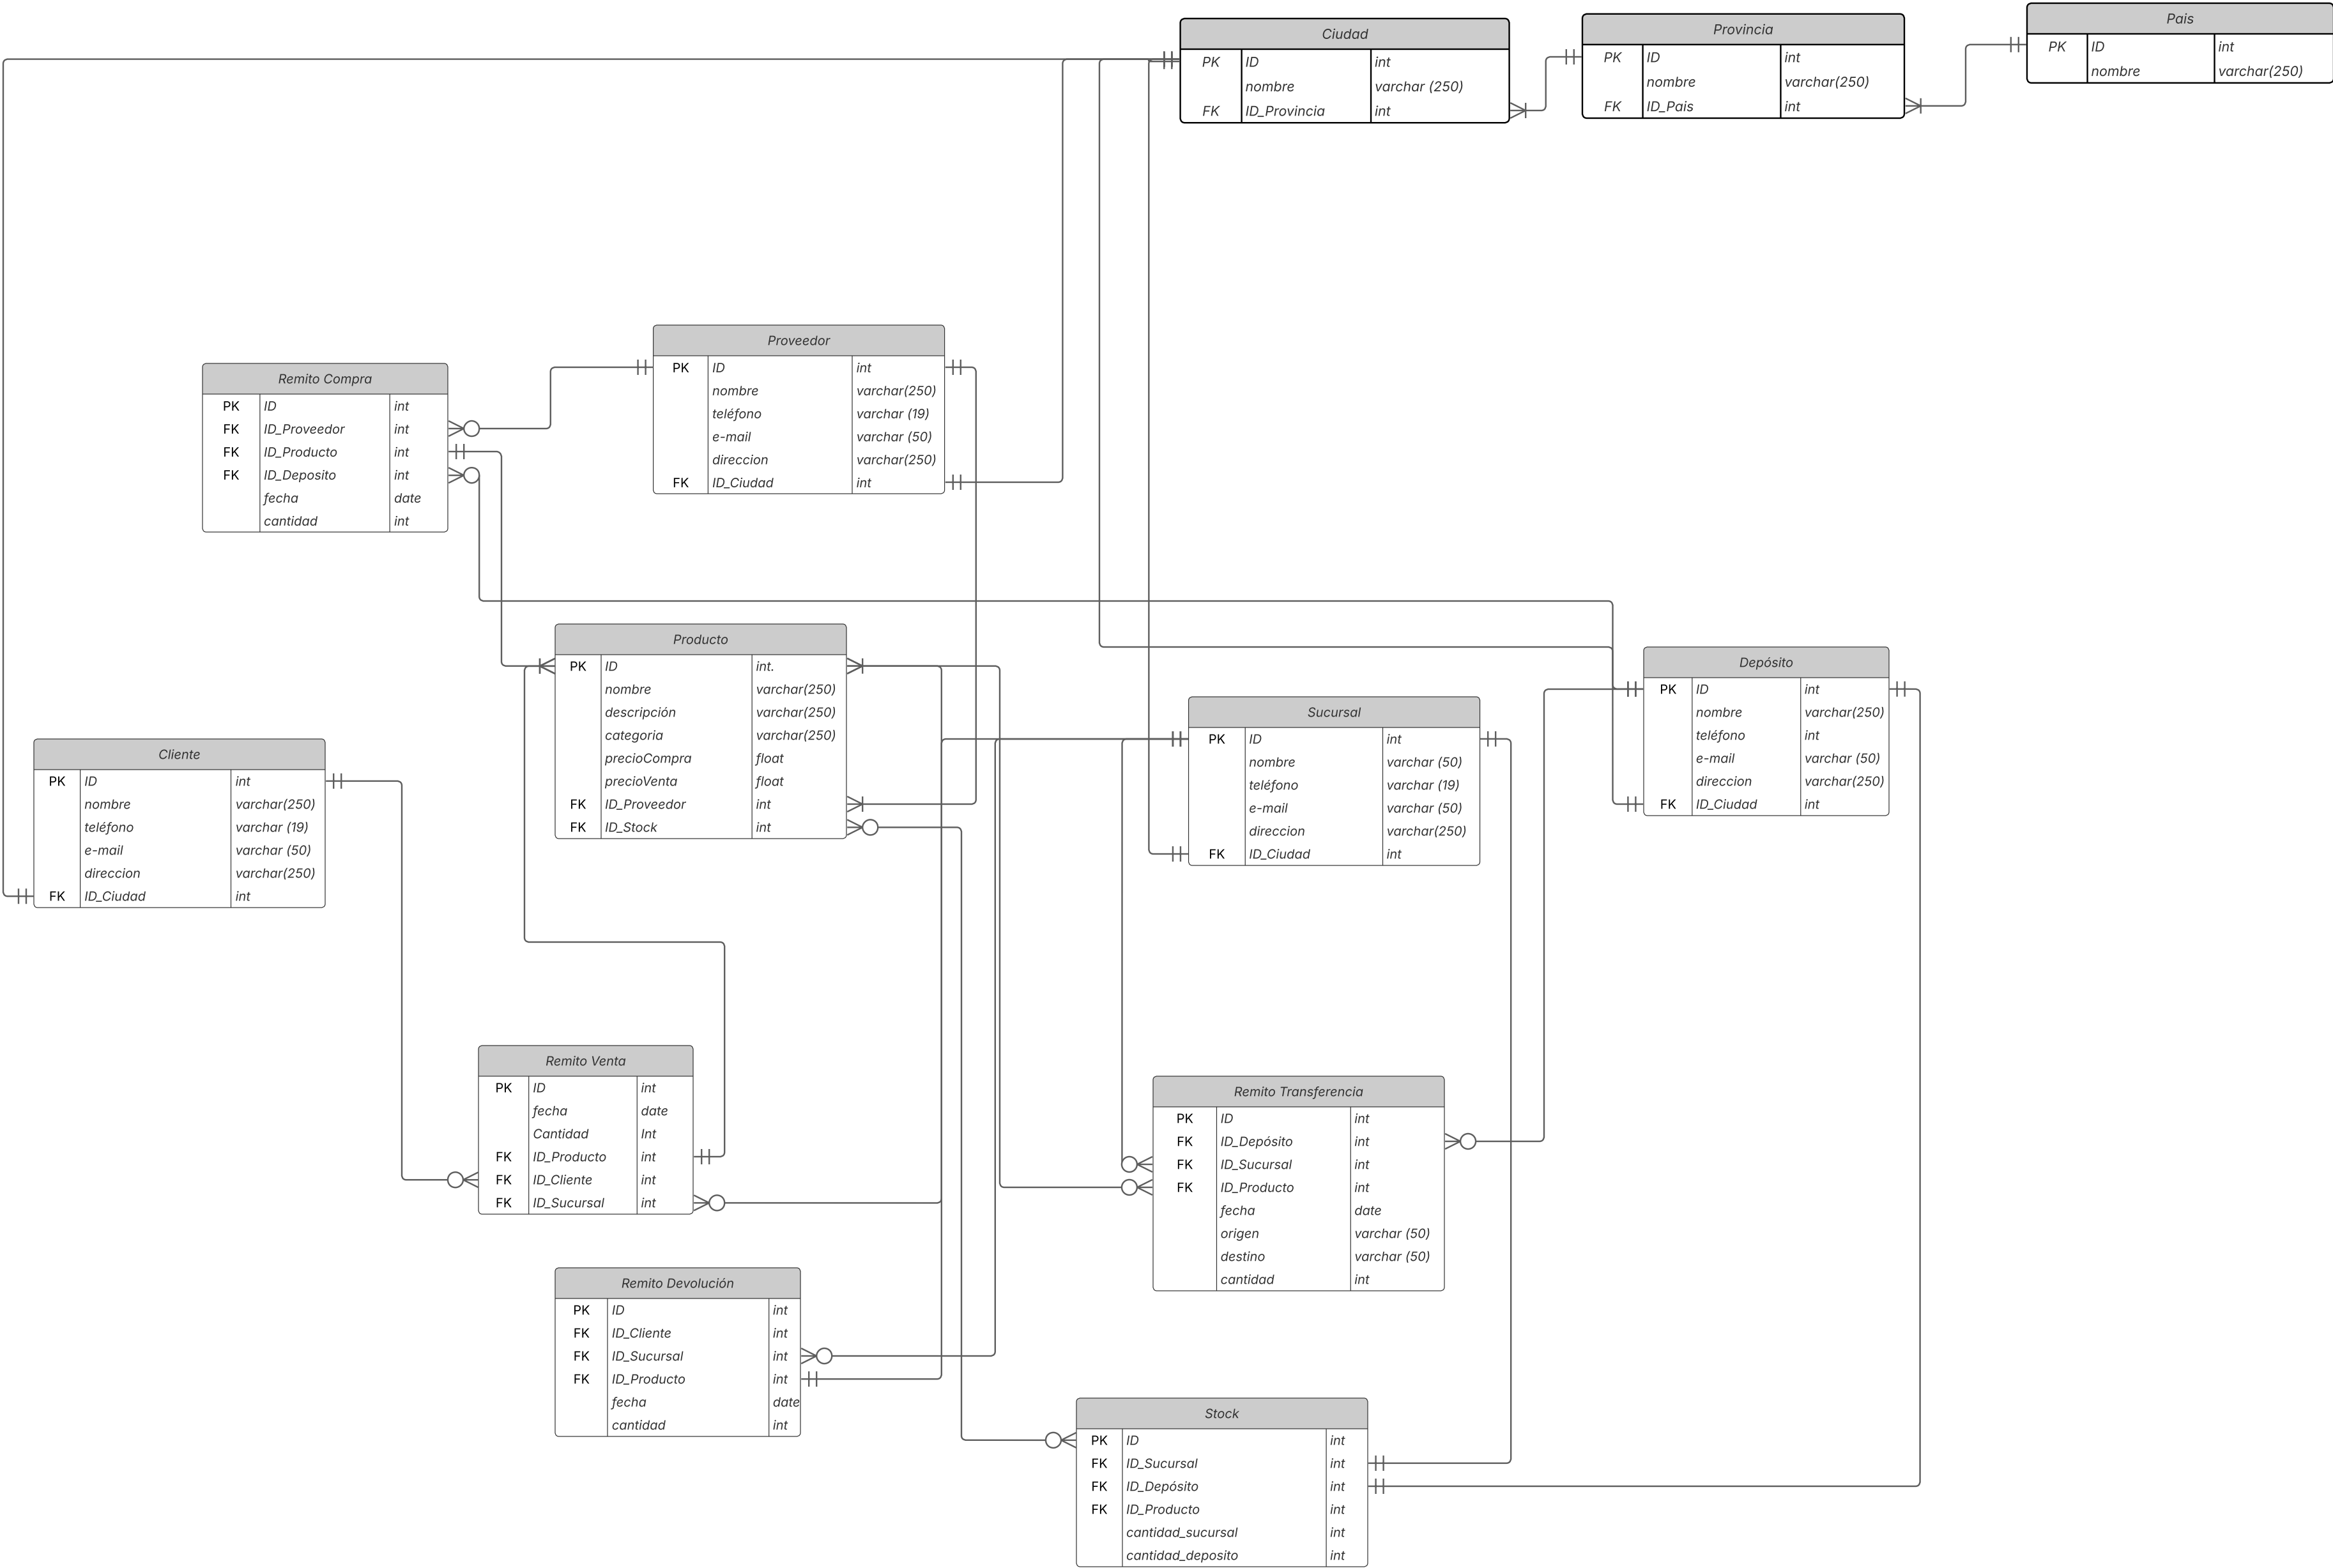 Ciudad
PK ID int
nombre varchar (250)
FK ID_Provincia int
Provincia
PK ID int
nombre varchar(250)
FK ID_Pais int
Pais
PK ID int
nombre varchar(250)
Proveedor
PK ID int
nombre varchar(250)
teléfono varchar (19)
e-mail varchar (50)
direccion varchar(250)
FK ID_Ciudad int
Remito Compra
PK ID int
FK ID_Proveedor int
FK ID_Producto int
FK ID_Deposito int
fecha date
cantidad int
Producto
PK ID int.
nombre varchar(250)
descripción varchar(250)
categoria varchar(250)
precioCompra float
precioVenta float
FK ID_Proveedor int
FK ID_Stock int
Depósito
PK ID int
nombre varchar(250)
teléfono int
e-mail varchar (50)
direccion varchar(250)
FK ID_Ciudad int
Sucursal
PK ID int
nombre varchar (50)
teléfono varchar (19)
e-mail varchar (50)
direccion varchar(250)
FK ID_Ciudad int
Cliente
PK ID int
nombre varchar(250)
teléfono varchar (19)
e-mail varchar (50)
direccion varchar(250)
FK ID_Ciudad int
Remito Venta
PK ID int
fecha date
Cantidad Int
FK ID_Producto int
FK ID_Cliente int
FK ID_Sucursal int
Remito Transferencia
PK ID int
FK ID_Depósito int
FK ID_Sucursal int
FK ID_Producto int
fecha date
origen varchar (50)
destino varchar (50)
cantidad int
Remito Devolución
PK ID int
FK ID_Cliente int
FK ID_Sucursal int
FK ID_Producto int
fecha date
cantidad int
Stock
PK ID int
FK ID_Sucursal int
FK ID_Depósito int
FK ID_Producto int
cantidad_sucursal int
cantidad_deposito int